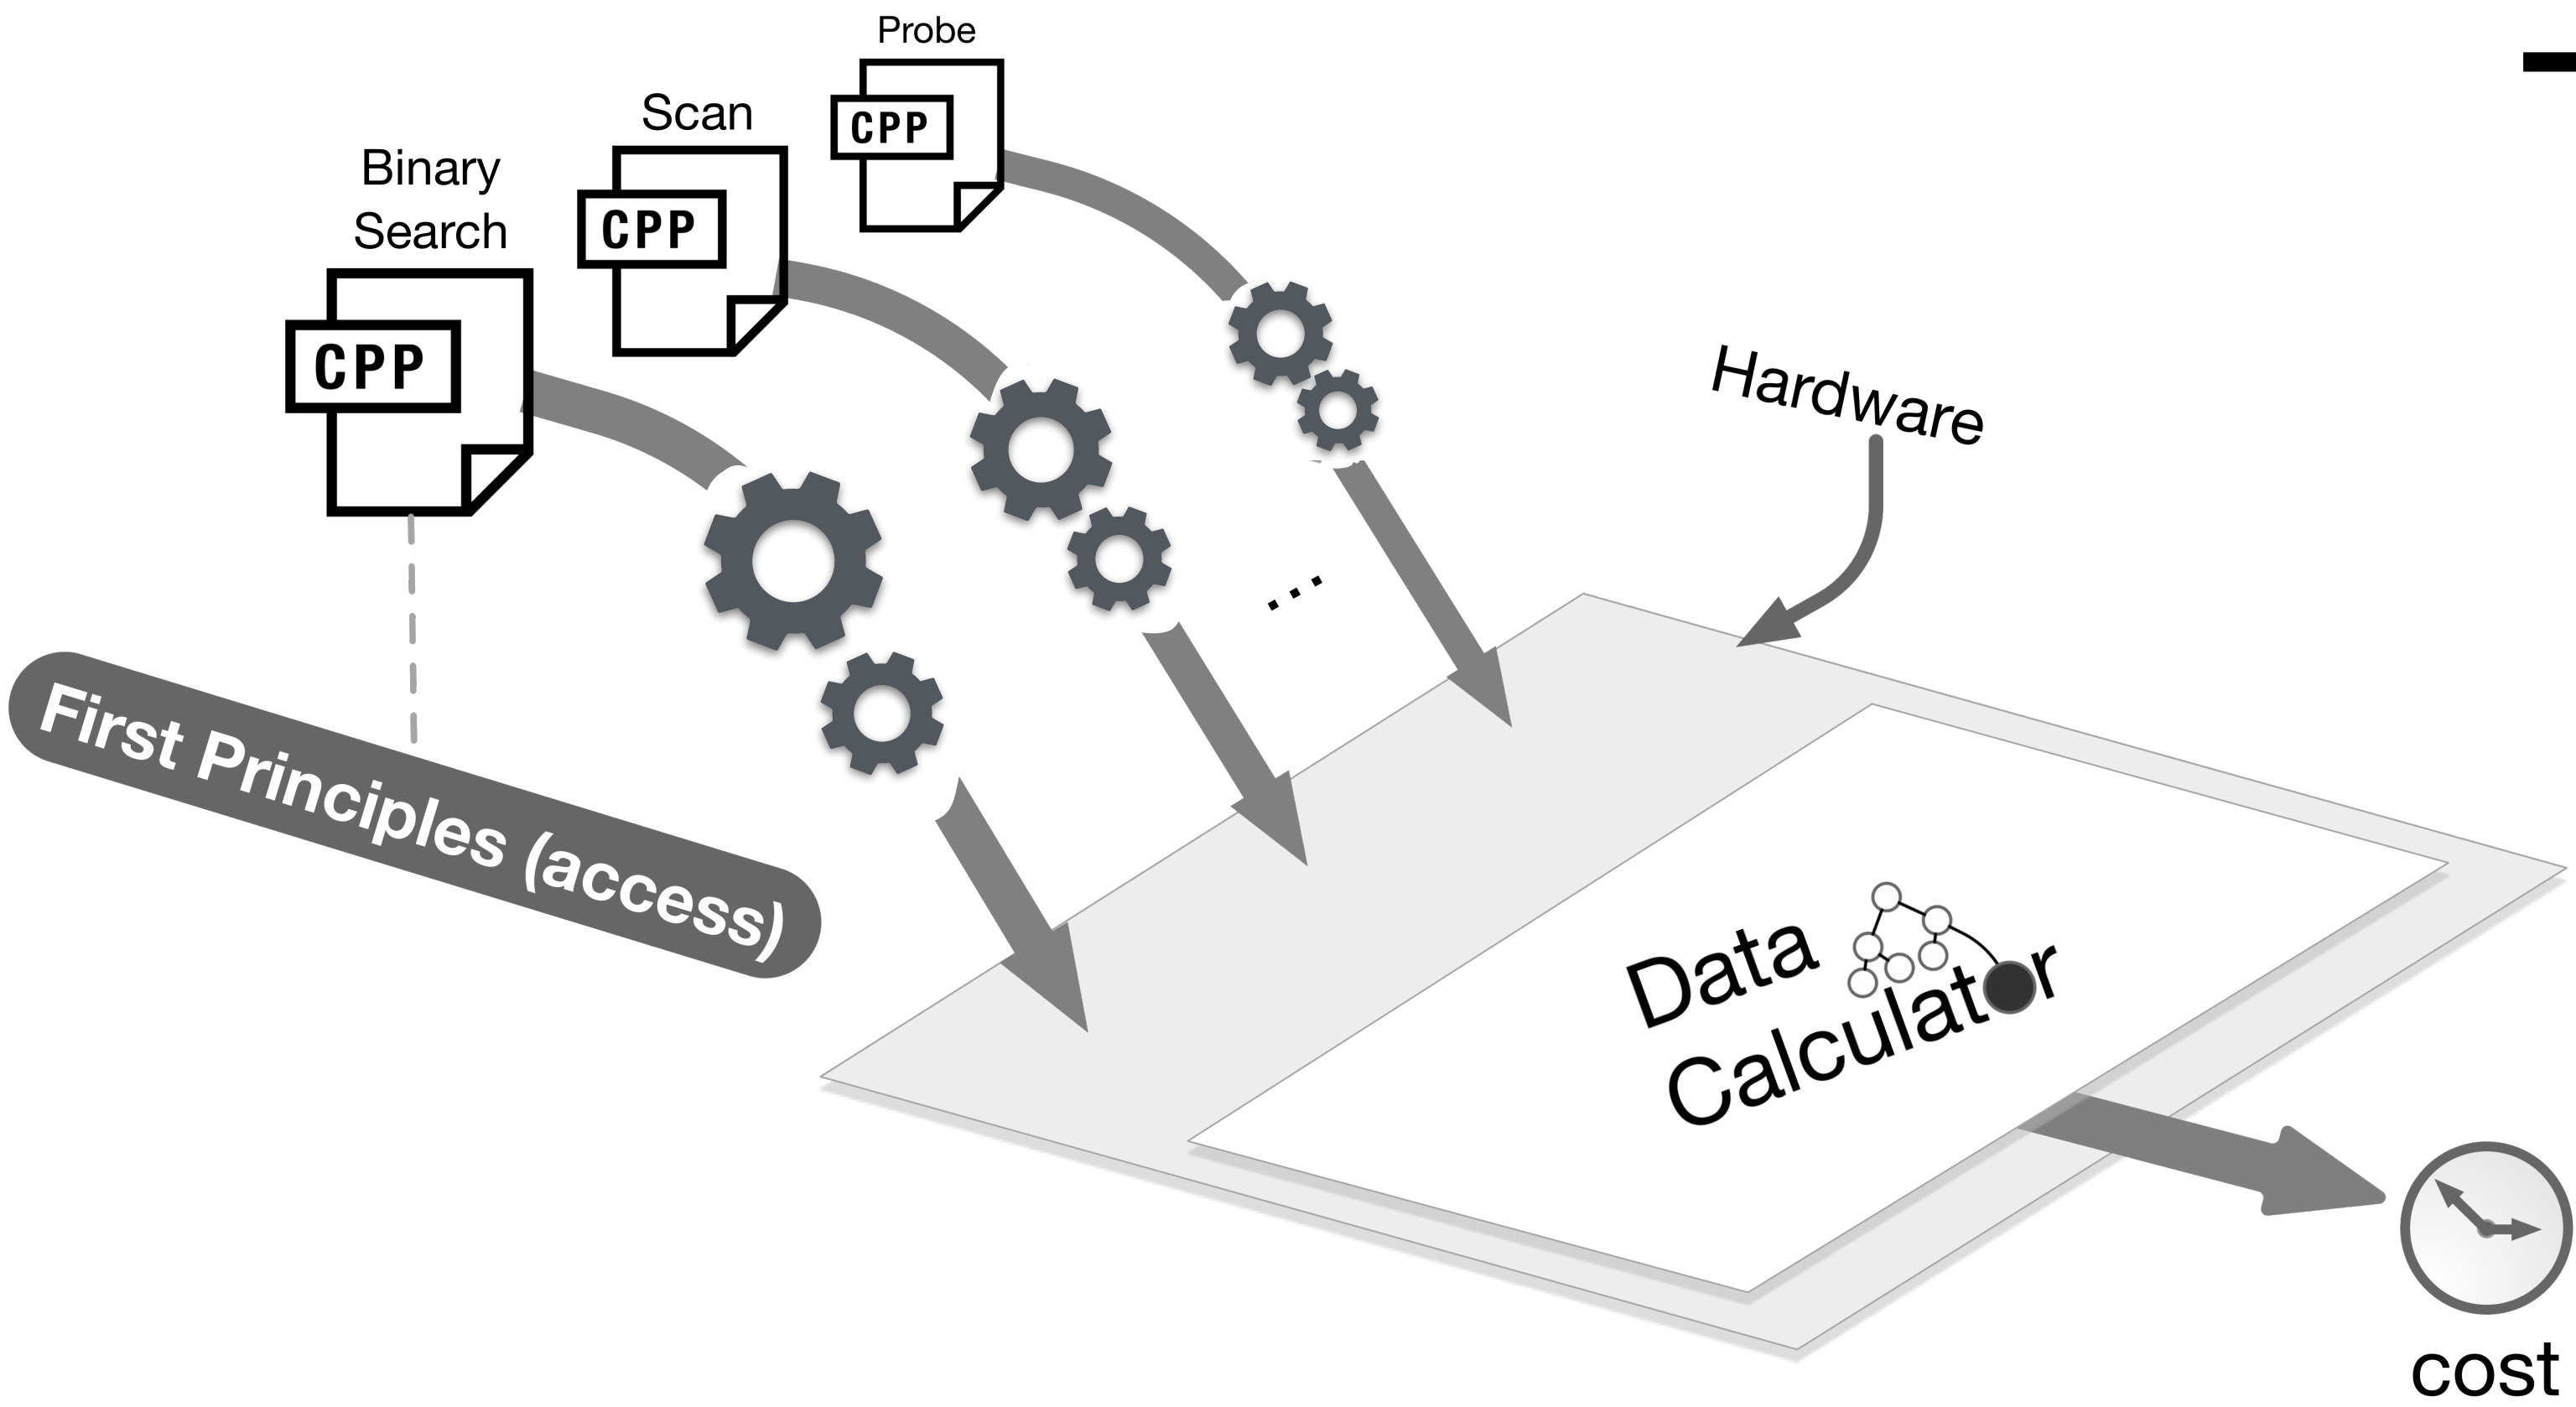 Probe
CPP
Scan
CPP
Binary
Search
CPP
Hardware
...
First Principles (access)
Data
Calculator
cost